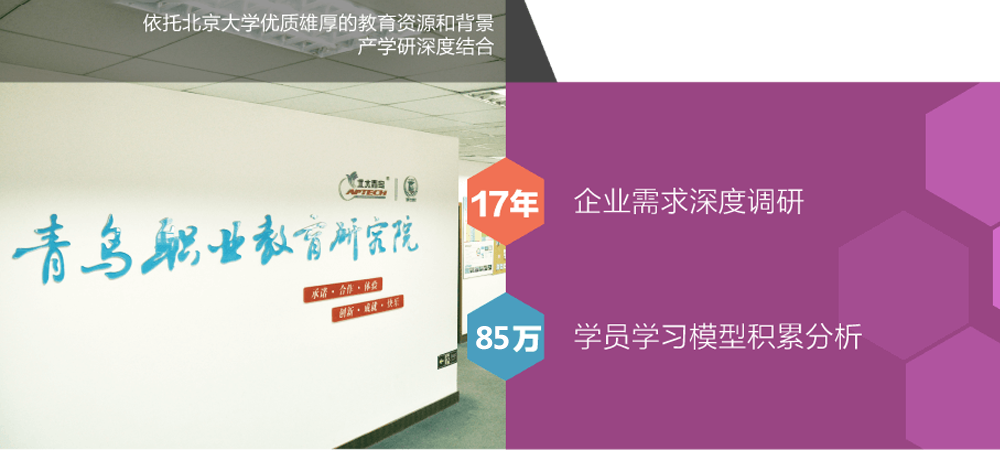 依托北京大学优质雄厚的教育资源和背景
产学研深度结合
北大青鸟
APTECH
青鸟职业教育研究院
承诺·合作·体验
创新·成就·快乐
17年
企业需求深度调研
85万
学员学习模型积累分析